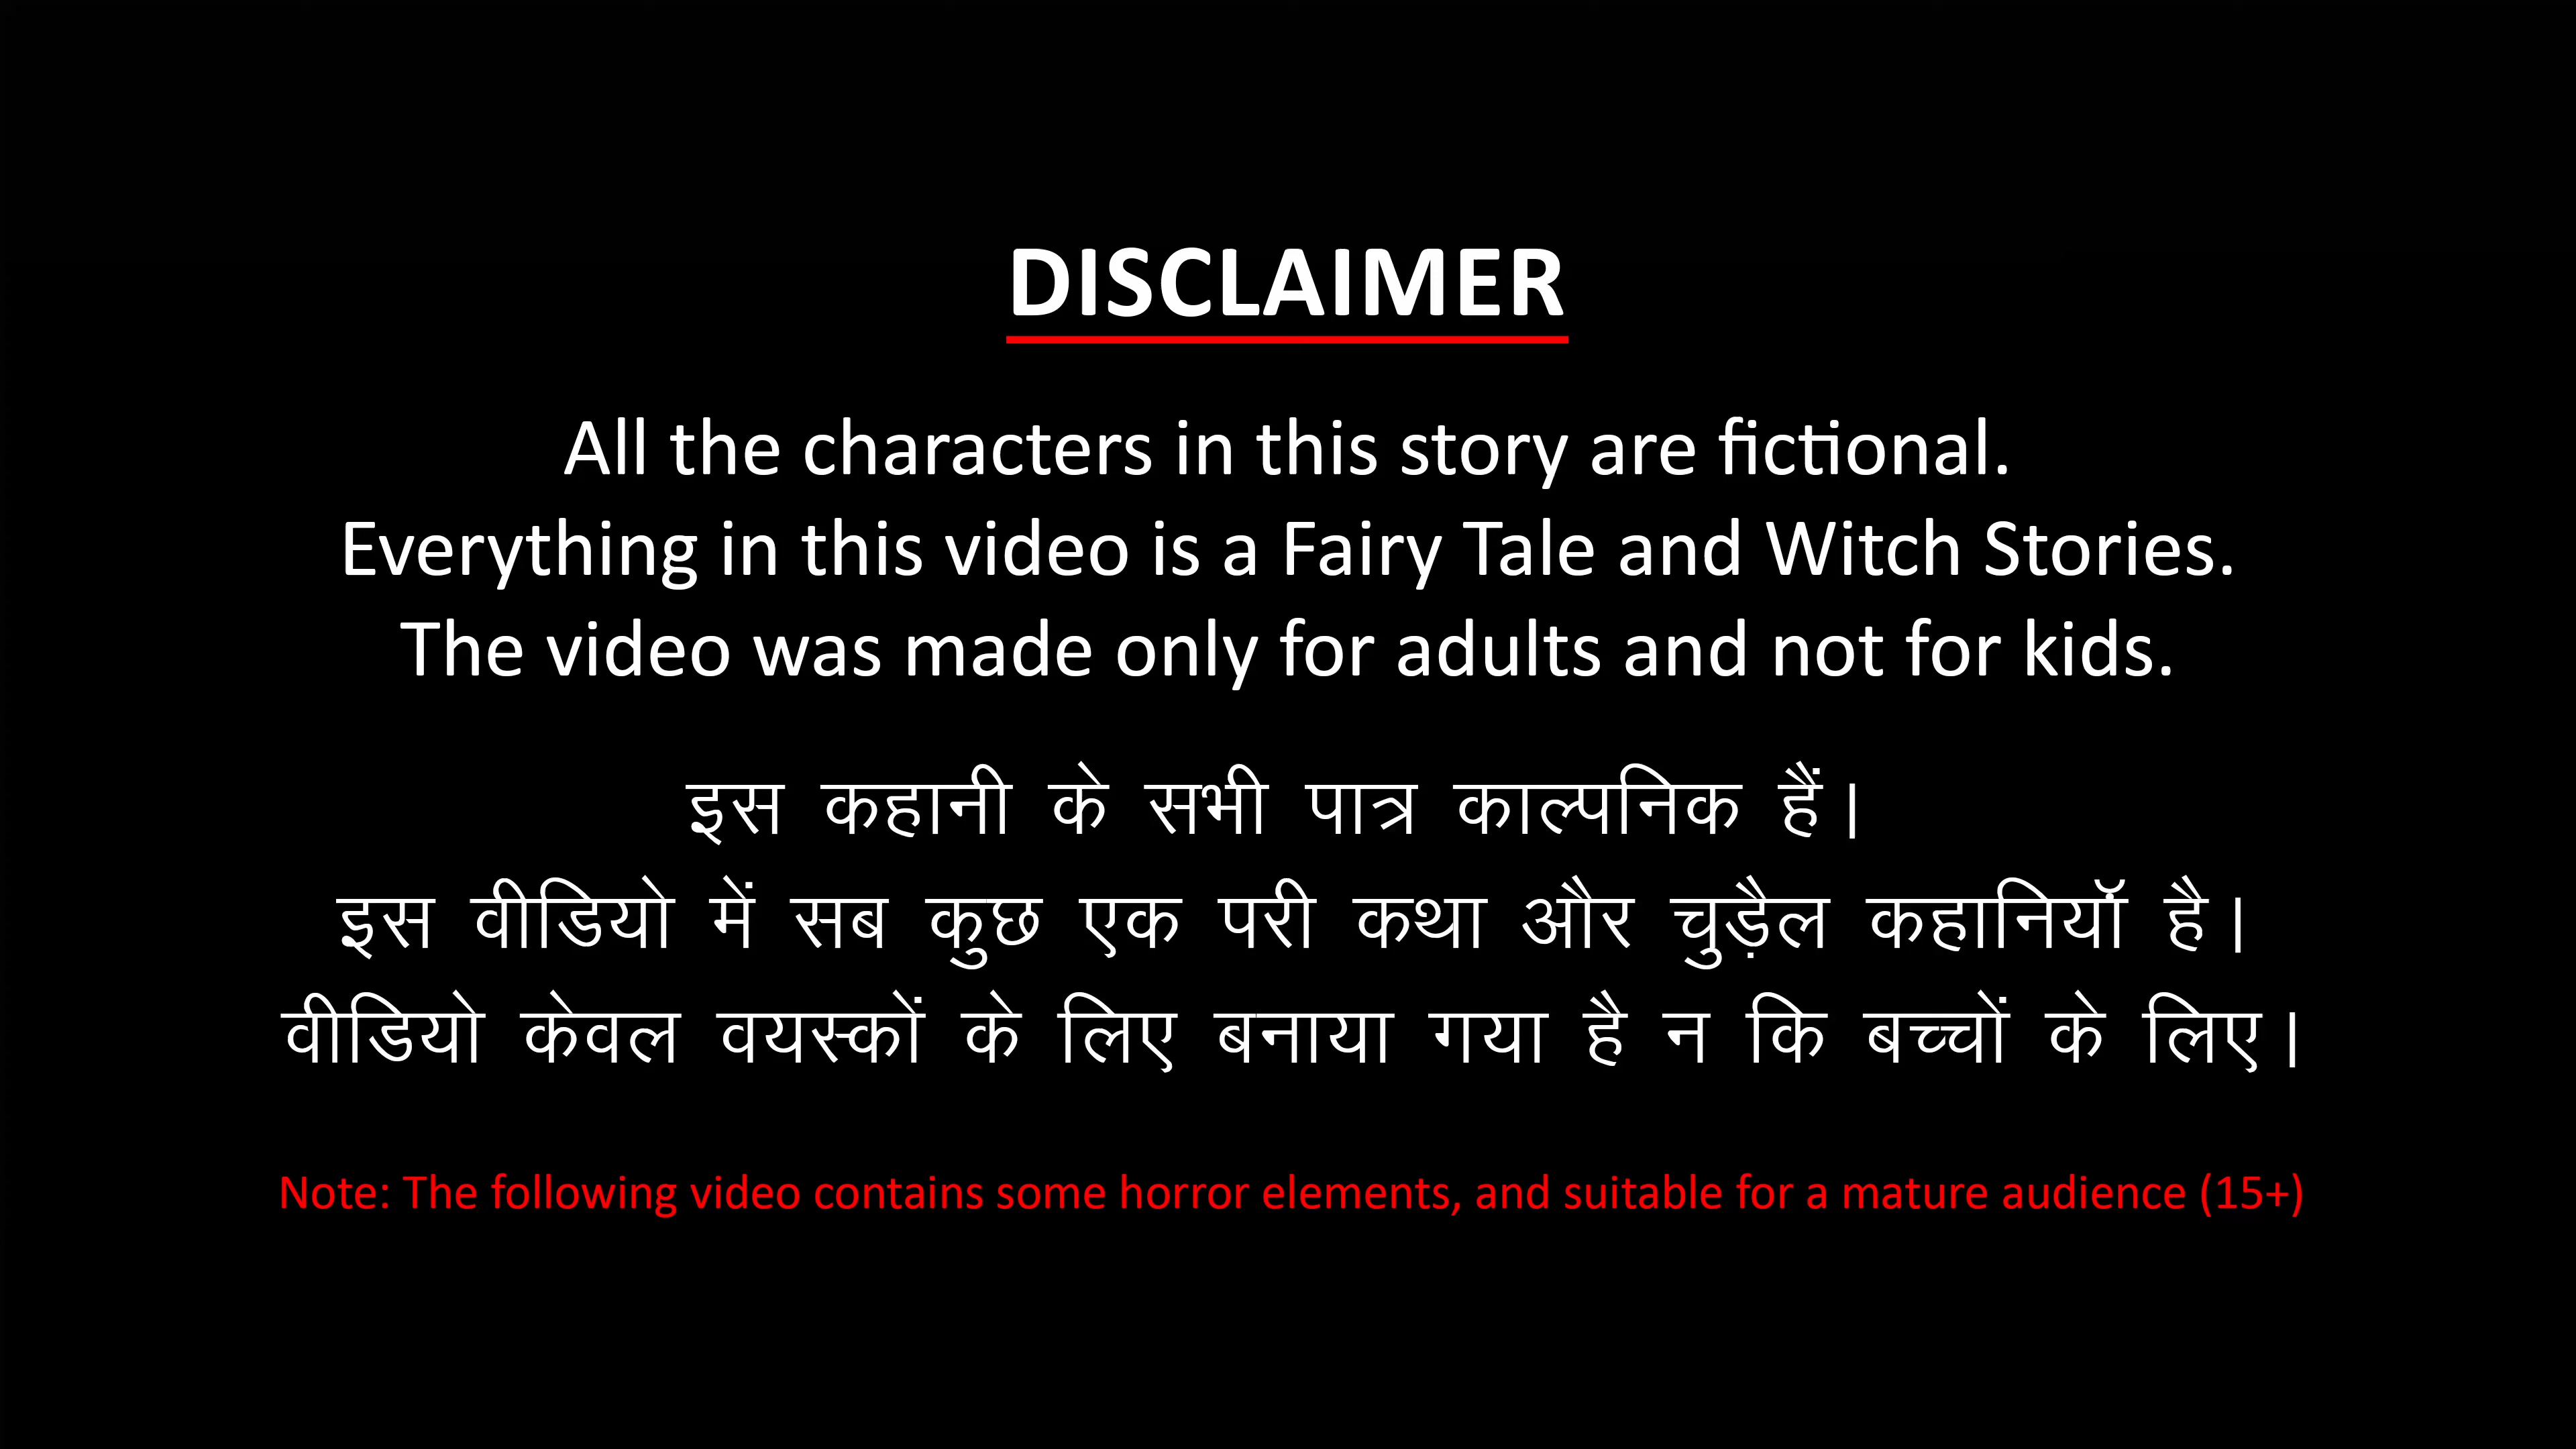 DISCLAIMER
All the characters in this story are fictional.
Everything in this video is a Fairy Tale and Witch Stories.
The video was made only for adults and not for kids.
इस कहानी के सभी पात्र काल्पनिक हैं।
इस वीडियो में सब कुछ एक परी कथा और चुड़ैल कहानियॉ है।
वीडियो केवल वयस्कों के लिए बनाया गया है न कि बच्चों के लिए।
Note: The following video contains some horror elements, and suitable for a mature audience (15+)